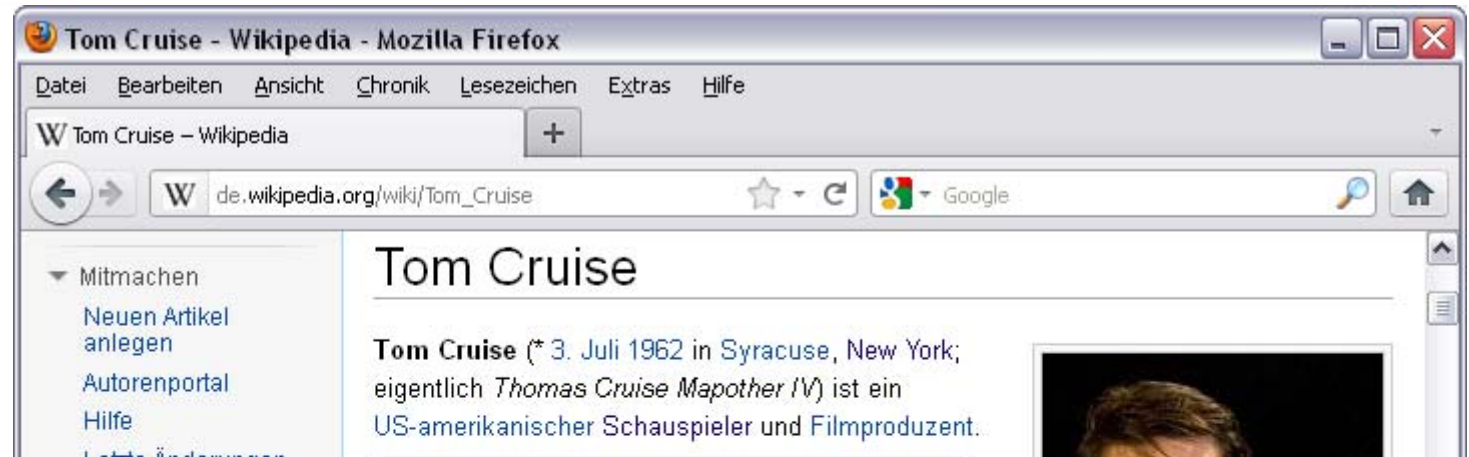 Tom Cruise - Wikipedia - Mozilla Firefox
Datei Bearbeiten Ansicht Chronik Lesezeichen Extras Hilfe
W Tom Cruise – Wikipedia +
W de.wikipedia.org/wiki/Tom_Cruise Google
Mitmachen
Neuen Artikel
anlegen
Autorenportal
Hilfe
Letzte Änderungen
Tom Cruise
Tom Cruise (* 3. Juli 1962 in Syracuse, New York;
eigentlich Thomas Cruise Mapother IV) ist ein
US-amerikanischer Schauspieler und Filmproduzent.